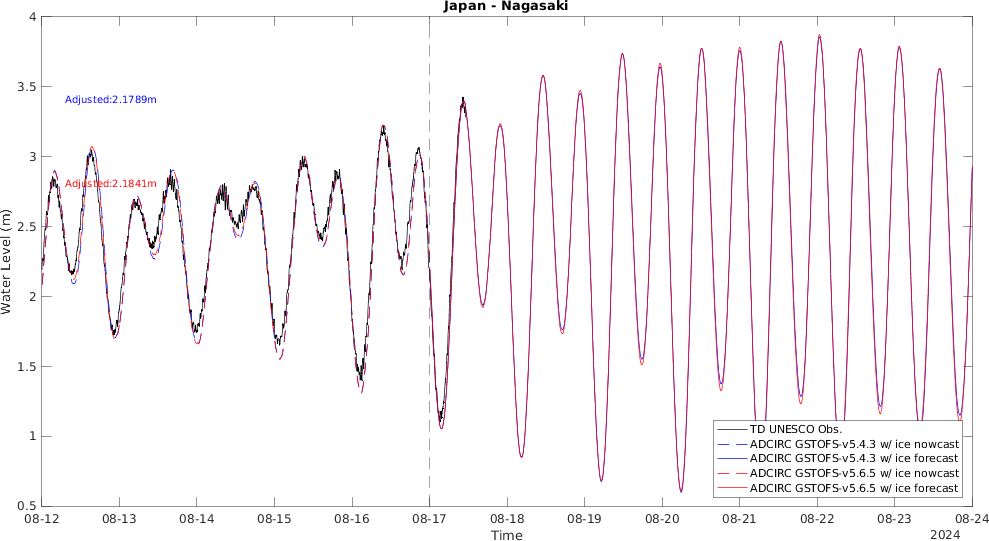 Japan - Nagasaki
4
3.5
3
2.5
2
1.5
1
0.5
Water Level (m)
Adjusted:2.1789m
Adjusted:2.1841m
TD UNESCO Obs.
ADCIRC GSTOFS-v5.4.3 w/ ice nowcast
ADCIRC GSTOFS-v5.4.3 w/ ice forecast
ADCIRC GSTOFS-v5.6.5 w/ ice nowcast
ADCIRC GSTOFS-v5.6.5 w/ ice forecast
08-12 08-13 08-14 08-15 08-16 08-17 08-18 08-19 08-20 08-21 08-22 08-23 08-24
Time
2024